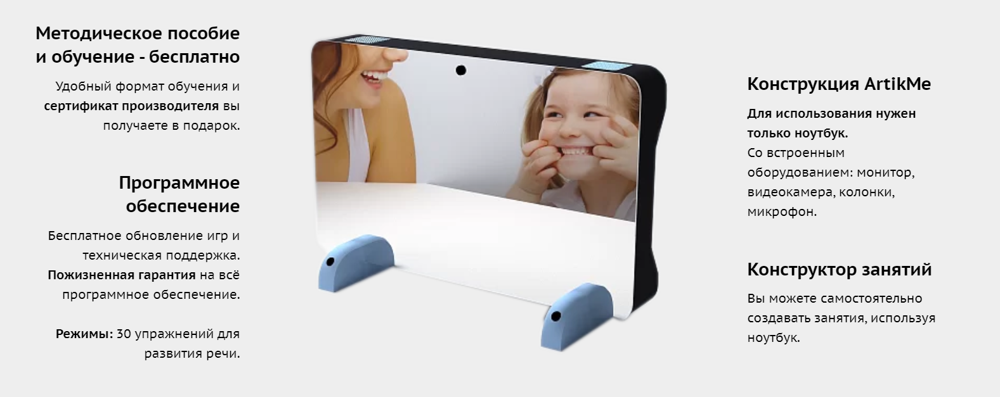 Методическое пособие
и обучение - бесплатно
Удобный формат обучения и
сертификат производителя вы
получаете в подарок.
Программное
обеспечение
Бесплатное обновление игр и
техническая поддержка.
Пожизненная гарантия на всё
программное обеспечение.
Режимы: 30 упражнений для
развития речи.
Конструкция ArtikMe
Для использования нужен
только ноутбук.
Со встроенным
оборудованием: монитор,
видеокамера, колонки,
микрофон.
Конструктор занятий
Вы можете самостоятельно
создавать занятия, используя
ноутбук.